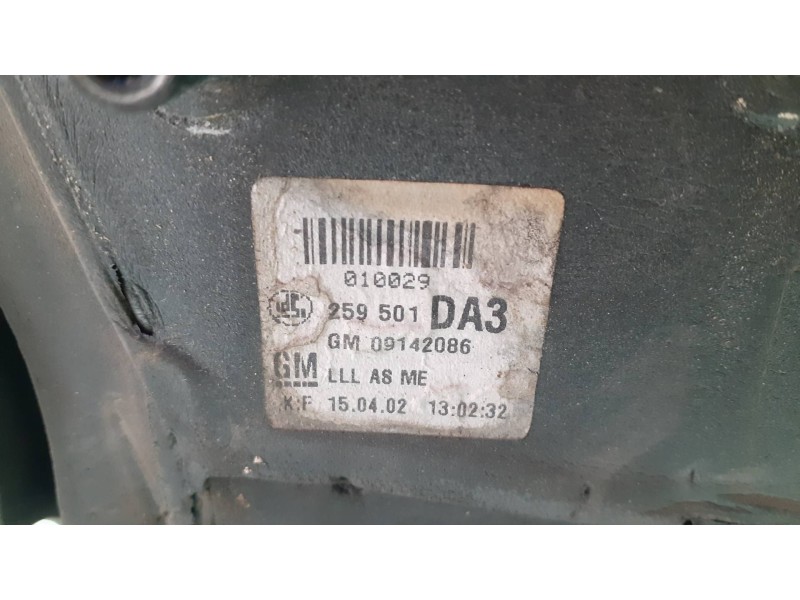 010029
259 501 DA3
GM 09142086
GM LLL AS ME
K:F 15.04.02 13:02:32